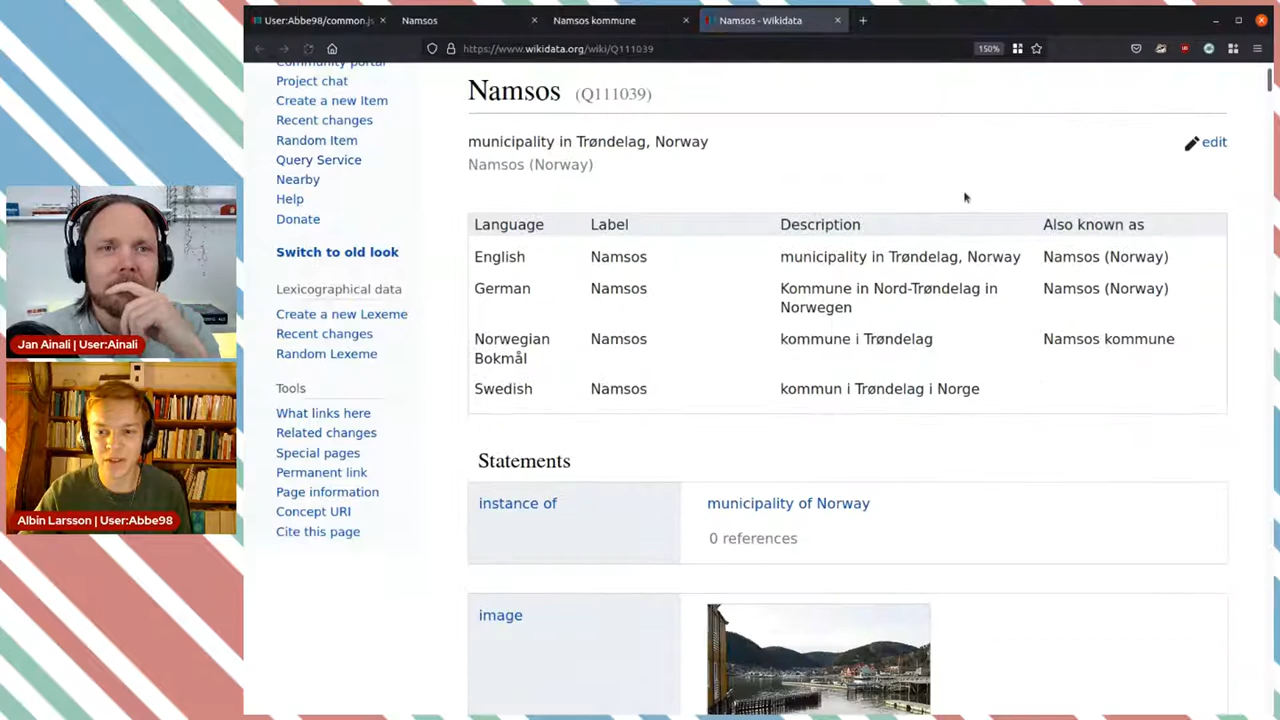 User:Abbe98/common.js
Namsos
Namsos kommune
Namsos - Wikidata
https://www.wikidata.org/wiki/Q111039
150%
Community portal
Project chat
Create a new Item
Recent changes
Random Item
Query Service
Nearby
Help
Donate
Switch to old look
Lexicographical data
Create a new Lexeme
Recent changes
Random Lexeme
Tools
What links here
Related changes
Special pages
Permanent link
Page information
Concept URI
Cite this page
Namsos (Q111039)
municipality in Trøndelag, Norway
edit
Namsos (Norway)
Language Label Description Also known as
English Namsos municipality in Trøndelag, Norway Namsos (Norway)
German Namsos Kommune in Nord-Trøndelag in Namsos (Norway)
Norwegen
Norwegian Namsos kommune i Trøndelag Namsos kommune
Bokmål
Swedish Namsos kommun i Trøndelag i Norge
Statements
instance of municipality of Norway
0 references
image
Jan Ainali | User:Ainali
Albin Larsson | User:Abbe98